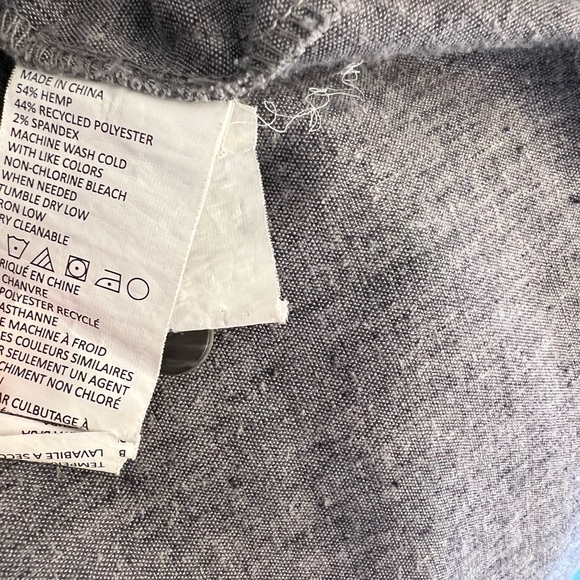 MADE IN CHINA
54% HEMP
44% RECYCLED POLYESTER
2% SPANDEX
MACHINE WASH COLD
WITH LIKE COLORS
NON-CHLORINE BLEACH
WHEN NEEDED
TUMBLE DRY LOW
RON LOW
RY CLEANABLE
RIQUÉ EN CHINE
CHANVRE
POLYESTER RECYCLÉ
ASTHANNE
E MACHINE À FROID
LES COULEURS SIMILAIRES
R SEULEMENT UN AGENT
CHIMENT NON CHLORÉ
AR CULBUTAGE À
LAVABLE A SEC